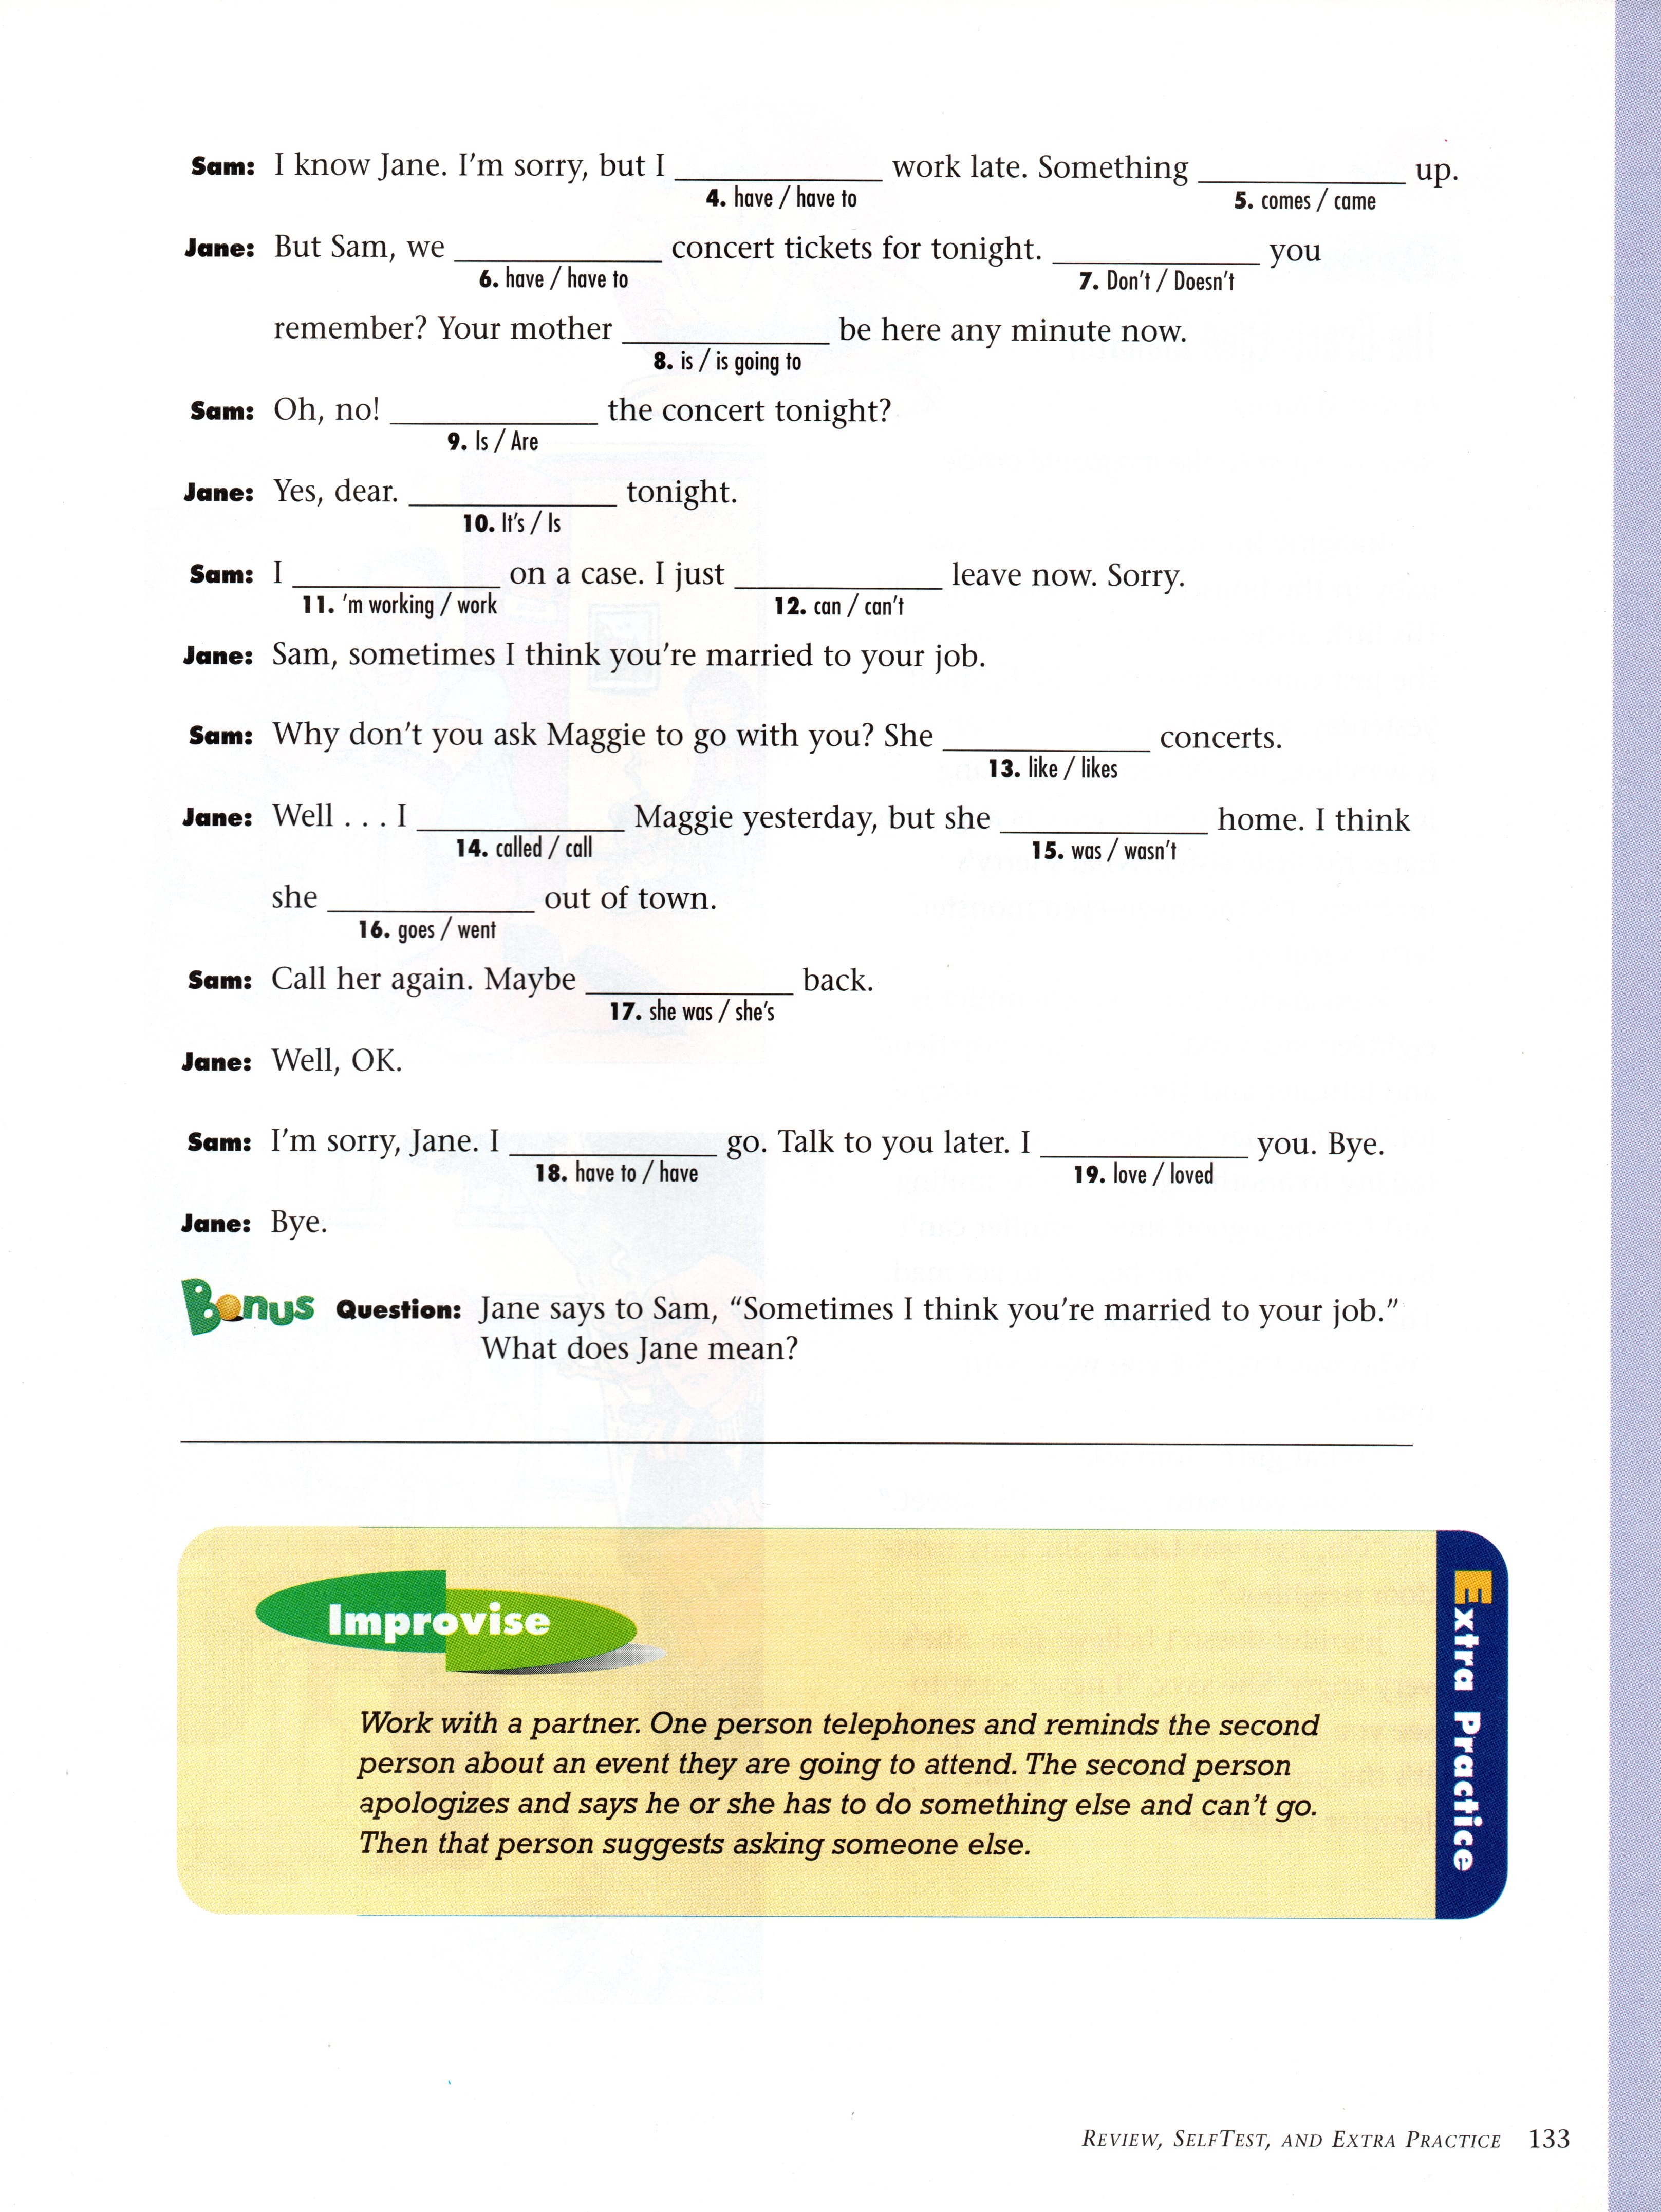 Sam: I know Jane. I'm sorry, but I ____________ work late. Something ____________ up.
4. have / have to 5. comes / came
Jane: But Sam, we ____________ concert tickets for tonight. ____________ you
6. have / have to 7. Don't / Doesn't
remember? Your mother ____________ be here any minute now.
8. is / is going to
Sam: Oh, no! ____________ the concert tonight?
9. Is / Are
Jane: Yes, dear. ____________ tonight.
10. It's / Is
Sam: I ____________ on a case. I just ____________ leave now. Sorry.
11. 'm working / work 12. can / can't
Jane: Sam, sometimes I think you're married to your job.
Sam: Why don't you ask Maggie to go with you? She ____________ concerts.
13. like / likes
Jane: Well . . . I ____________ Maggie yesterday, but she ____________ home. I think
14. called / call 15. was / wasn't
she ____________ out of town.
16. goes / went
Sam: Call her again. Maybe ____________ back.
17. she was / she's
Jane: Well, OK.
Sam: I'm sorry, Jane. I ____________ go. Talk to you later. I ____________ you. Bye.
18. have to / have 19. love / loved
Jane: Bye.
Bonus Question: Jane says to Sam, "Sometimes I think you're married to your job."
What does Jane mean?
Improvise
Work with a partner. One person telephones and reminds the second
person about an event they are going to attend. The second person
apologizes and says he or she has to do something else and can't go.
Then that person suggests asking someone else.
Extra Practice
REVIEW, SELFTEST, AND EXTRA PRACTICE 133